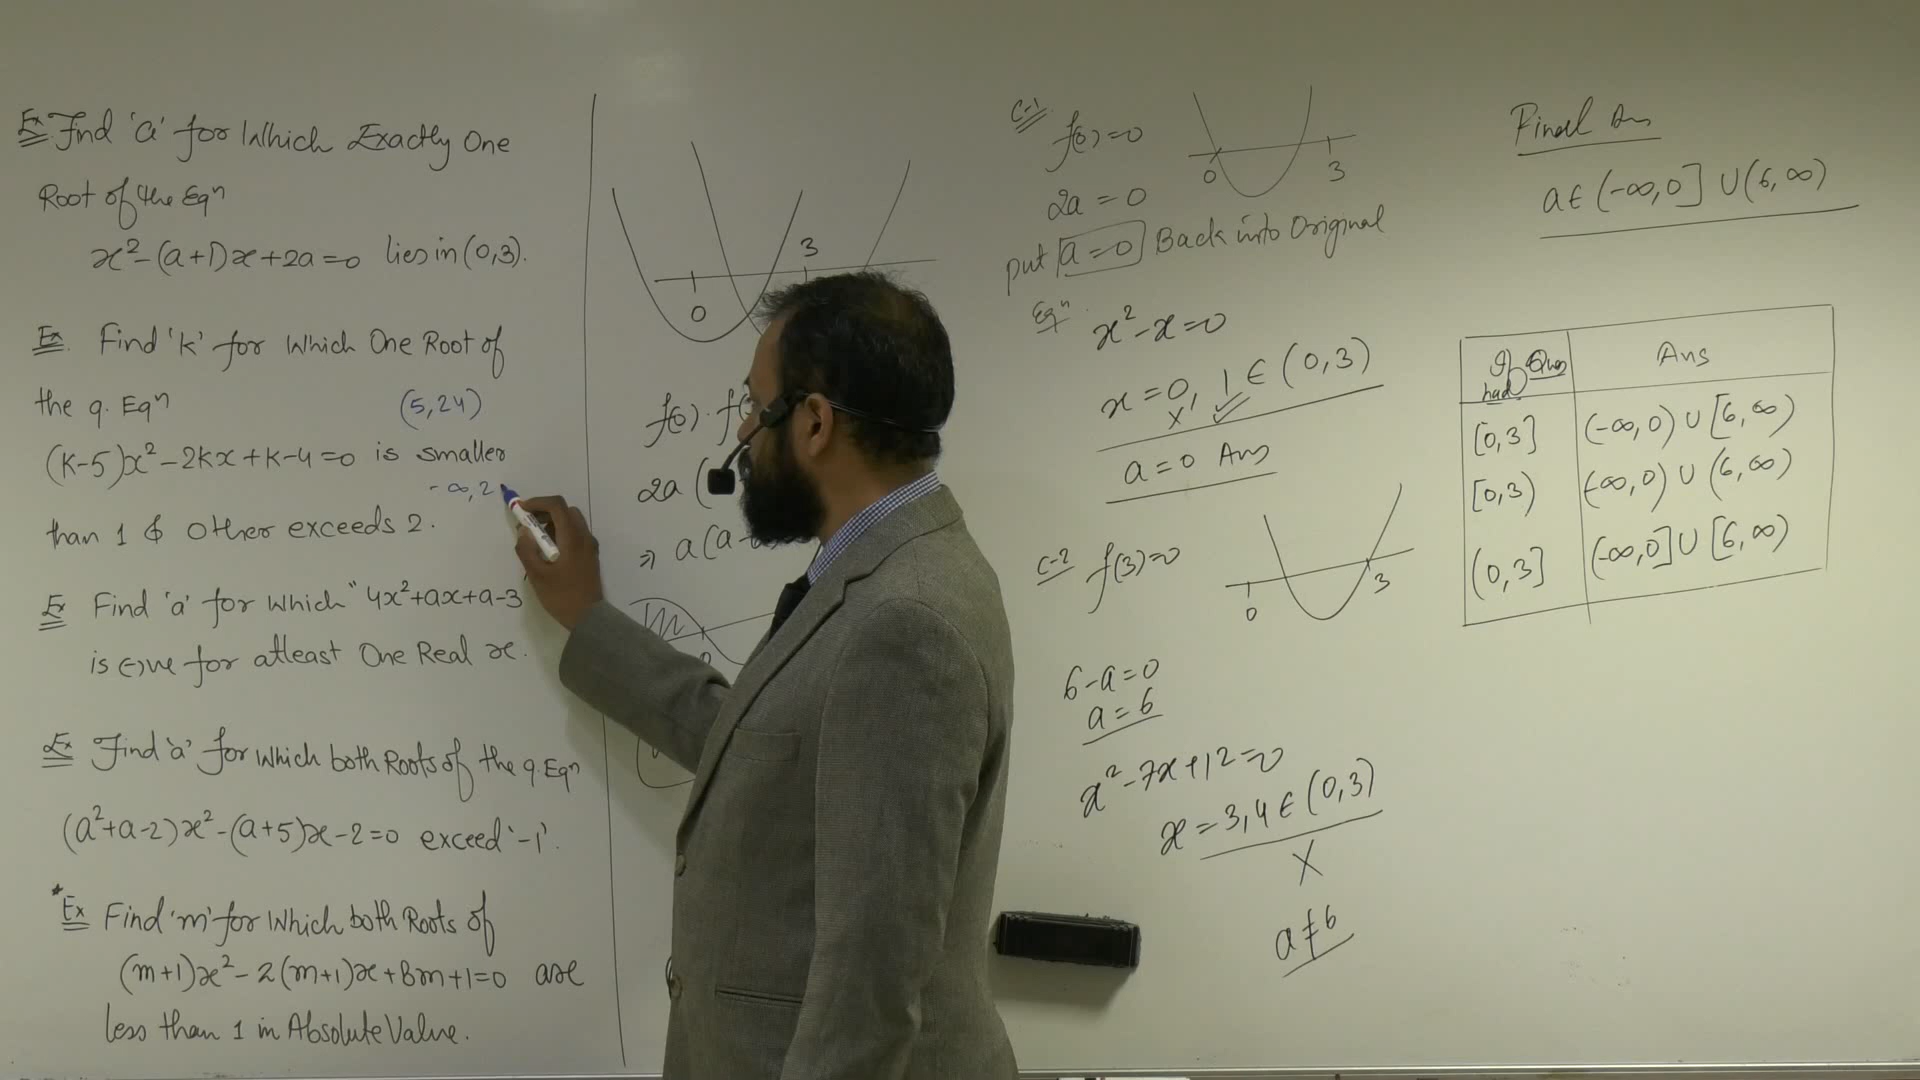 Ex. Find 'a' for Which Exactly One
Root of the Eqⁿ
x²-(a+1)x+2a=0 lies in (0,3).
Ex. Find 'k' for which One Root of
the q. Eqⁿ
(5,24)
(k-5)x²-2kx+k-4=0 is smaller
-∞, 2
than 1 & Other exceeds 2.
Ex Find 'a' for which "4x²+ax+a-3
is (-)ve for atleast One Real x.
Ex Find 'a' for which both Roots of the q. Eqⁿ
(a²+a-2)x²-(a+5)x-2=0 exceed '-1'.
*Ex Find 'm' for Which both Roots of
(m+1)x²-2(m+1)x+Bm+1=0 are
less than 1 in Absolute Value.
3
0
f(0).f(
2a(
⇒ a(a-
0
C-1
f(0)=0
0
3
2a=0
put a=0 Back into Original
Eqⁿ
x²-x=0
x=0, 1 ∈ (0,3)
x ✓
a=0 Ans
C-2 f(3)=0
0
3
6-a=0
a=6
x²-7x+12=0
x=3,4 ∈ (0,3)
X
a≠6
Final Ans
a∈(-∞,0] ∪ (6,∞)
If Ques Ans
had
[0,3] (-∞,0) ∪ [6,∞)
[0,3) (-∞,0) ∪ (6,∞)
(0,3] (-∞,0] ∪ [6,∞)